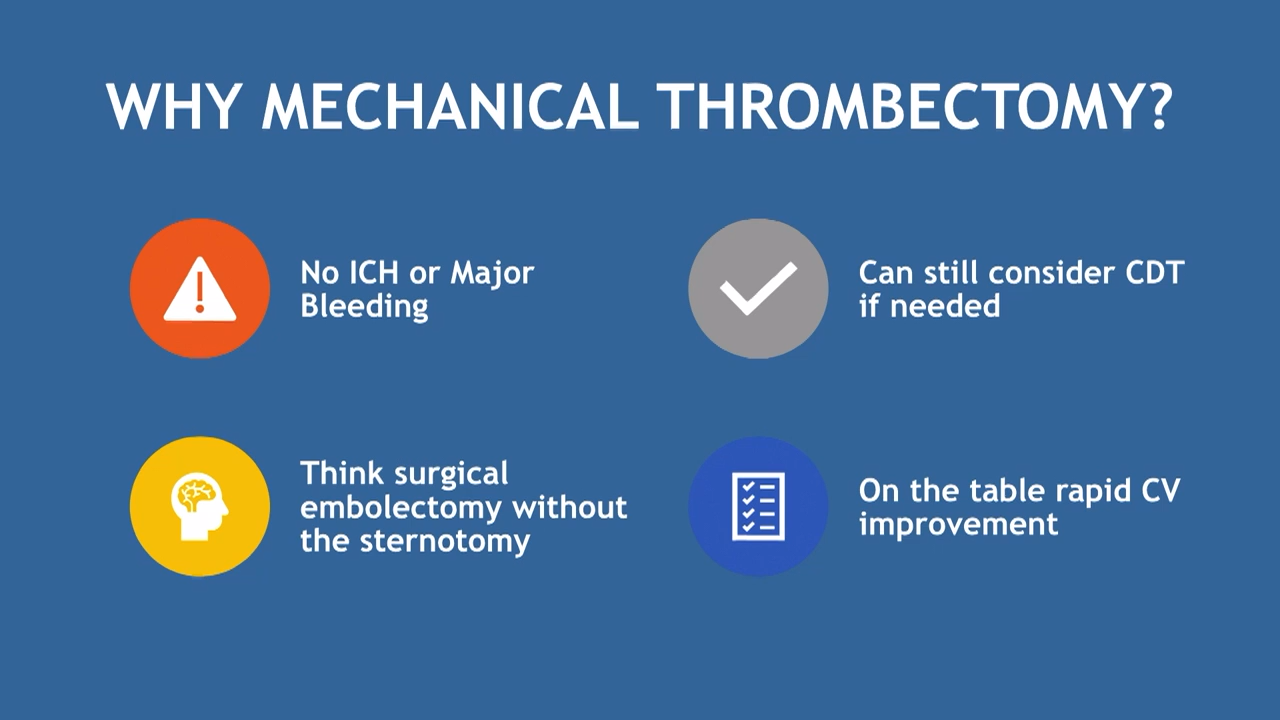 WHY MECHANICAL THROMBECTOMY?
No ICH or Major
Bleeding
Can still consider CDT
if needed
Think surgical
embolectomy without
the sternotomy
On the table rapid CV
improvement